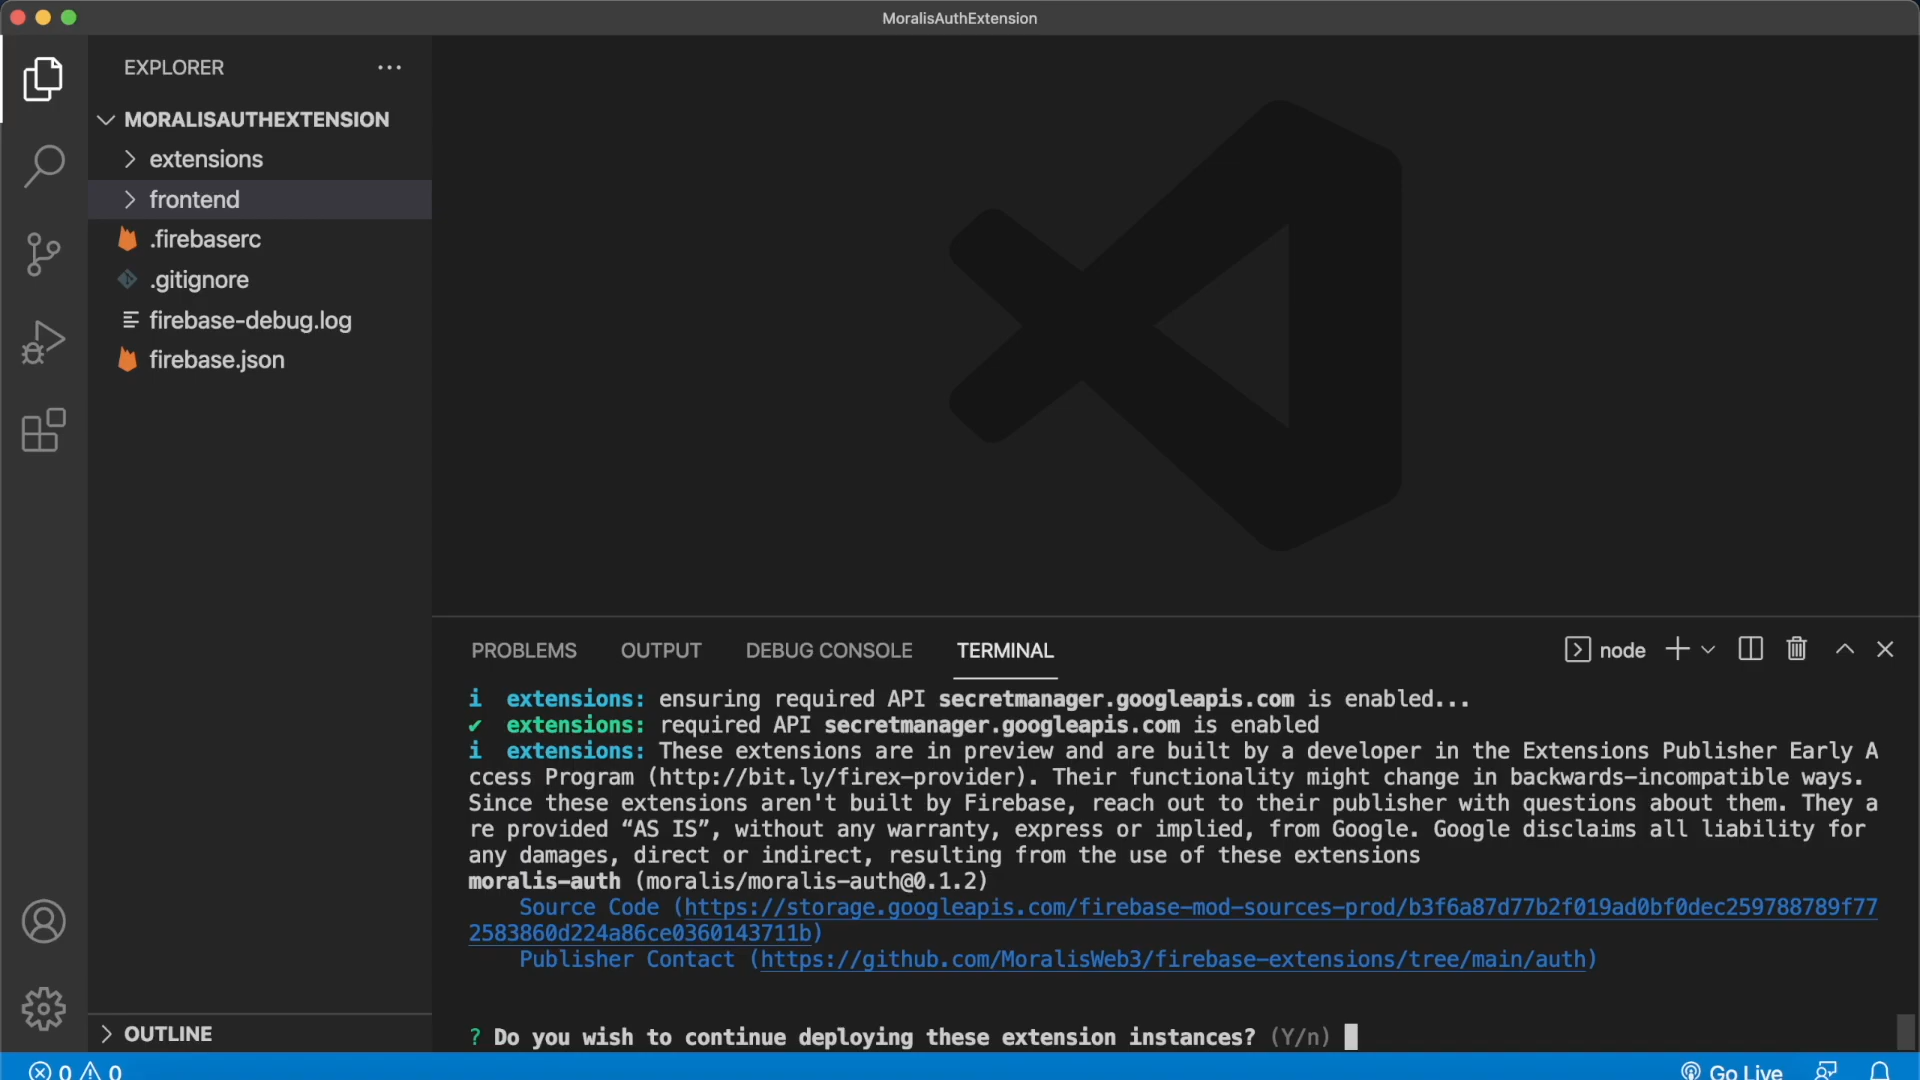 MoralisAuthExtension
EXPLORER
MORALISAUTHEXTENSION
extensions
frontend
.firebaserc
.gitignore
firebase-debug.log
firebase.json
OUTLINE
PROBLEMS OUTPUT DEBUG CONSOLE TERMINAL
node
i extensions: ensuring required API secretmanager.googleapis.com is enabled...
✔ extensions: required API secretmanager.googleapis.com is enabled
i extensions: These extensions are in preview and are built by a developer in the Extensions Publisher Early A
ccess Program (http://bit.ly/firex-provider). Their functionality might change in backwards-incompatible ways.
Since these extensions aren't built by Firebase, reach out to their publisher with questions about them. They a
re provided “AS IS”, without any warranty, express or implied, from Google. Google disclaims all liability for
any damages, direct or indirect, resulting from the use of these extensions
moralis-auth (moralis/moralis-auth@0.1.2)
Source Code (https://storage.googleapis.com/firebase-mod-sources-prod/b3f6a87d77b2f019ad0bf0dec259788789f77
2583860d224a86ce0360143711b)
Publisher Contact (https://github.com/MoralisWeb3/firebase-extensions/tree/main/auth)
? Do you wish to continue deploying these extension instances? (Y/n)
0 0
Go Live